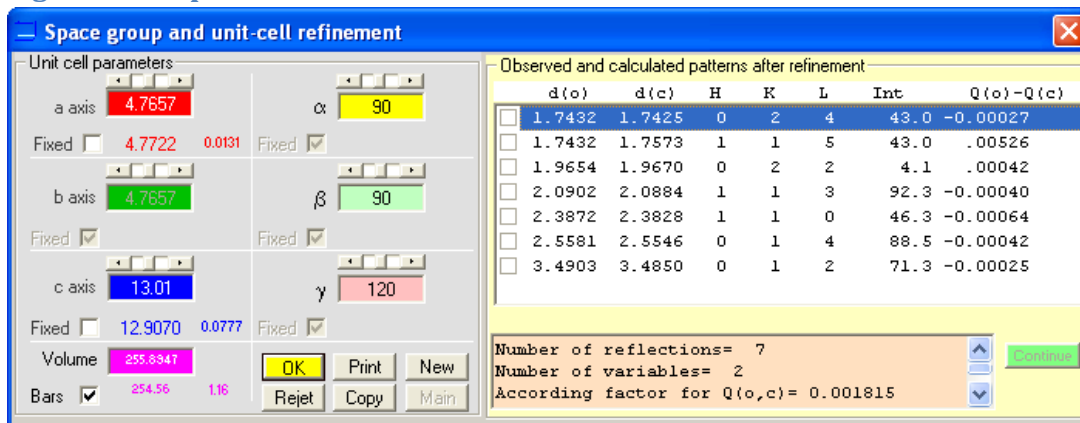 Space group and unit-cell refinement
Unit cell parameters
a axis 4.7657 α 90
Fixed 4.7722 0.0131 Fixed
b axis 4.7657 β 90
Fixed Fixed
c axis 13.01 γ 120
Fixed 12.9070 0.0777 Fixed
Volume 255.8947 OK Print New
Bars 254.56 1.16 Rejet Copy Main
Observed and calculated patterns after refinement
d(o) d(c) H K L Int Q(o)-Q(c)
1.7432 1.7425 0 2 4 43.0 -0.00027
1.7432 1.7573 1 1 5 43.0 .00526
1.9654 1.9670 0 2 2 4.1 .00042
2.0902 2.0884 1 1 3 92.3 -0.00040
2.3872 2.3828 1 1 0 46.3 -0.00064
2.5581 2.5546 0 1 4 88.5 -0.00042
3.4903 3.4850 0 1 2 71.3 -0.00025
Number of reflections= 7
Number of variables= 2
According factor for Q(o,c)= 0.001815
Continue